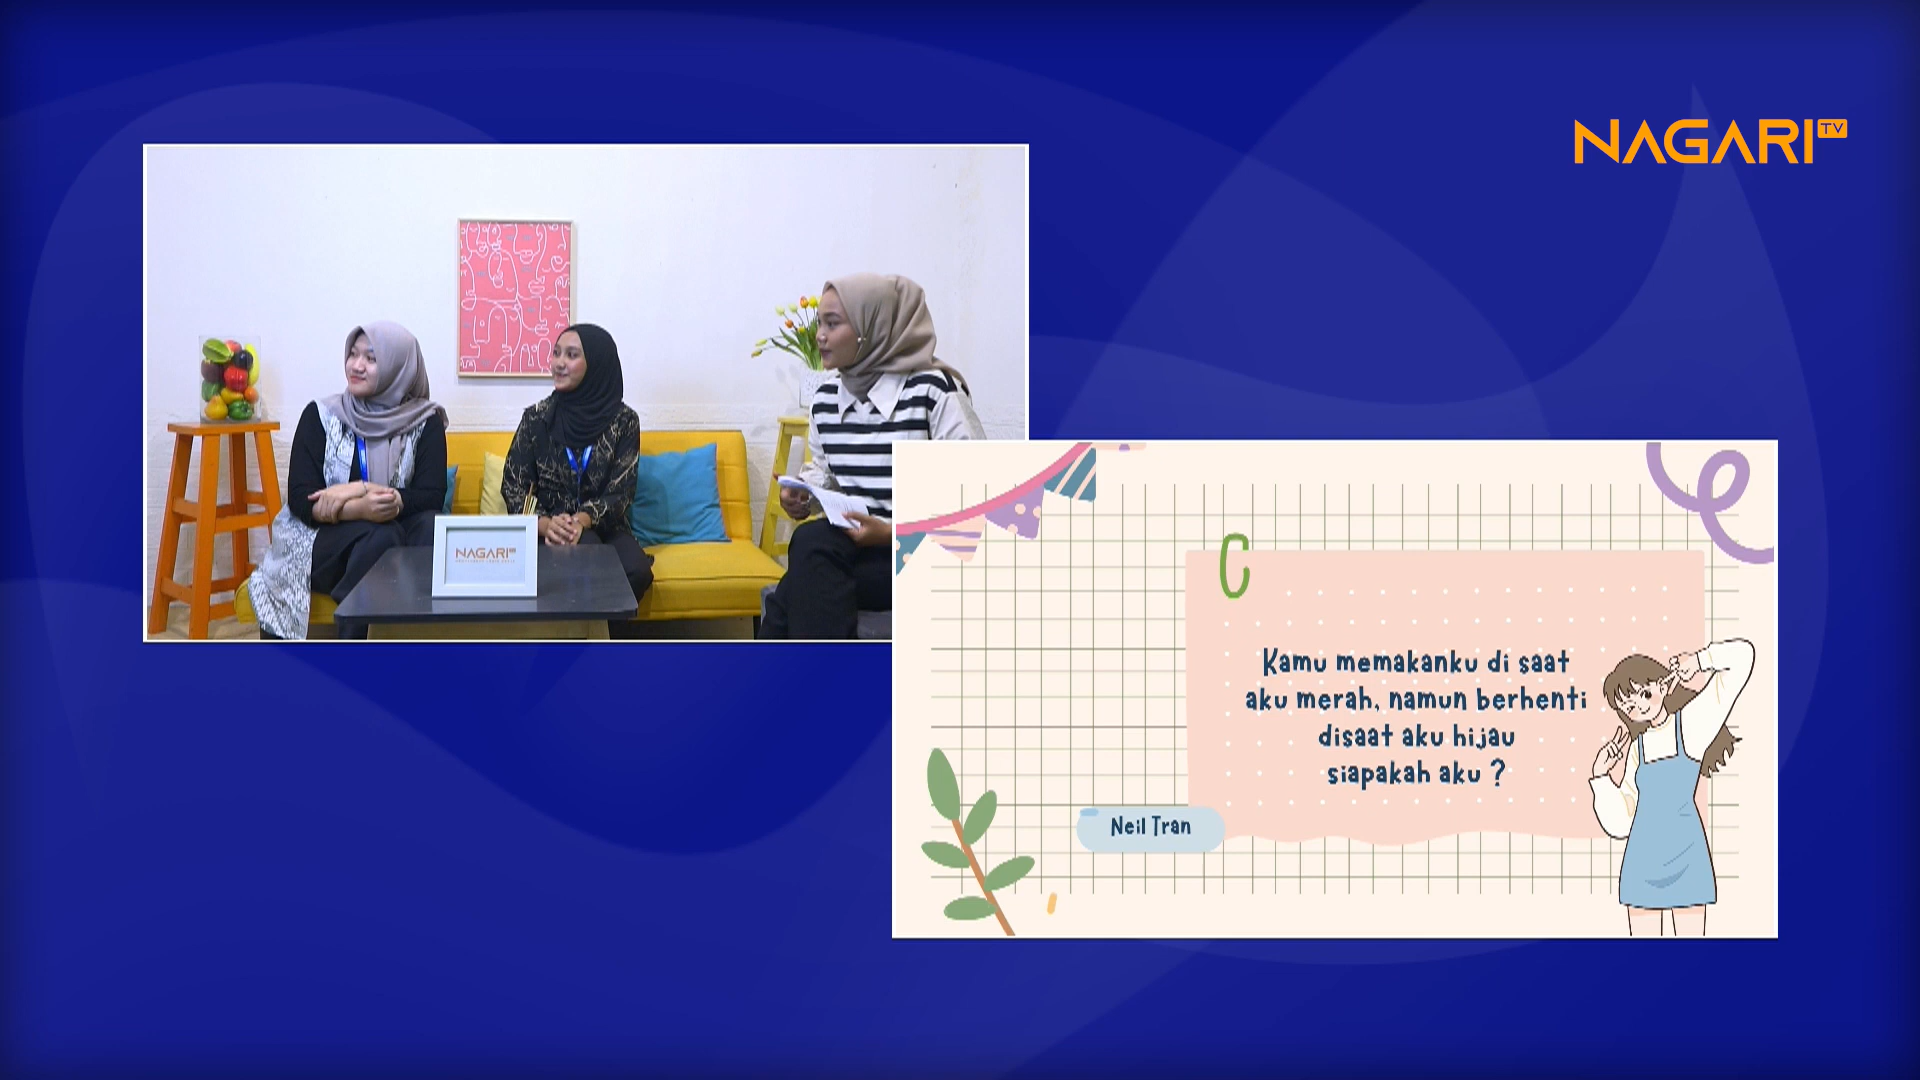 NAGARI TV
NAGARI
Kamu memakanku di saat
aku merah, namun berhenti
disaat aku hijau
siapakah aku ?
Neil Tran